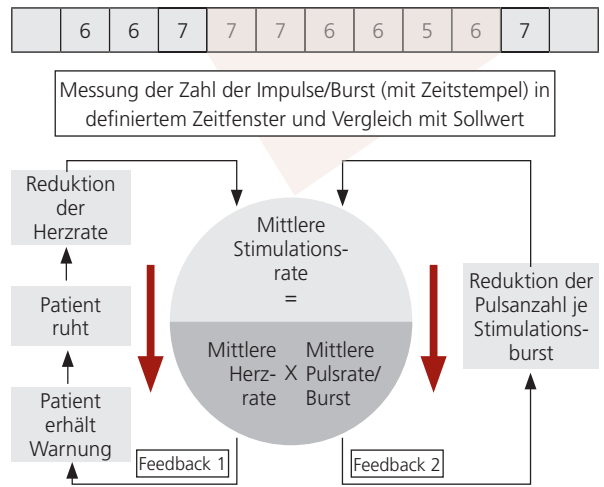 6 6 7 7 7 6 6 5 6 7
Messung der Zahl der Impulse/Burst (mit Zeitstempel) in
definiertem Zeitfenster und Vergleich mit Sollwert
Reduktion
der
Herzrate
Patient
ruht
Patient
erhält
Warnung
Mittlere
Stimulations-
rate
=
Mittlere
Herz-
rate
X
Mittlere
Pulsrate/
Burst
Reduktion der
Pulsanzahl je
Stimulations-
burst
Feedback 1
Feedback 2